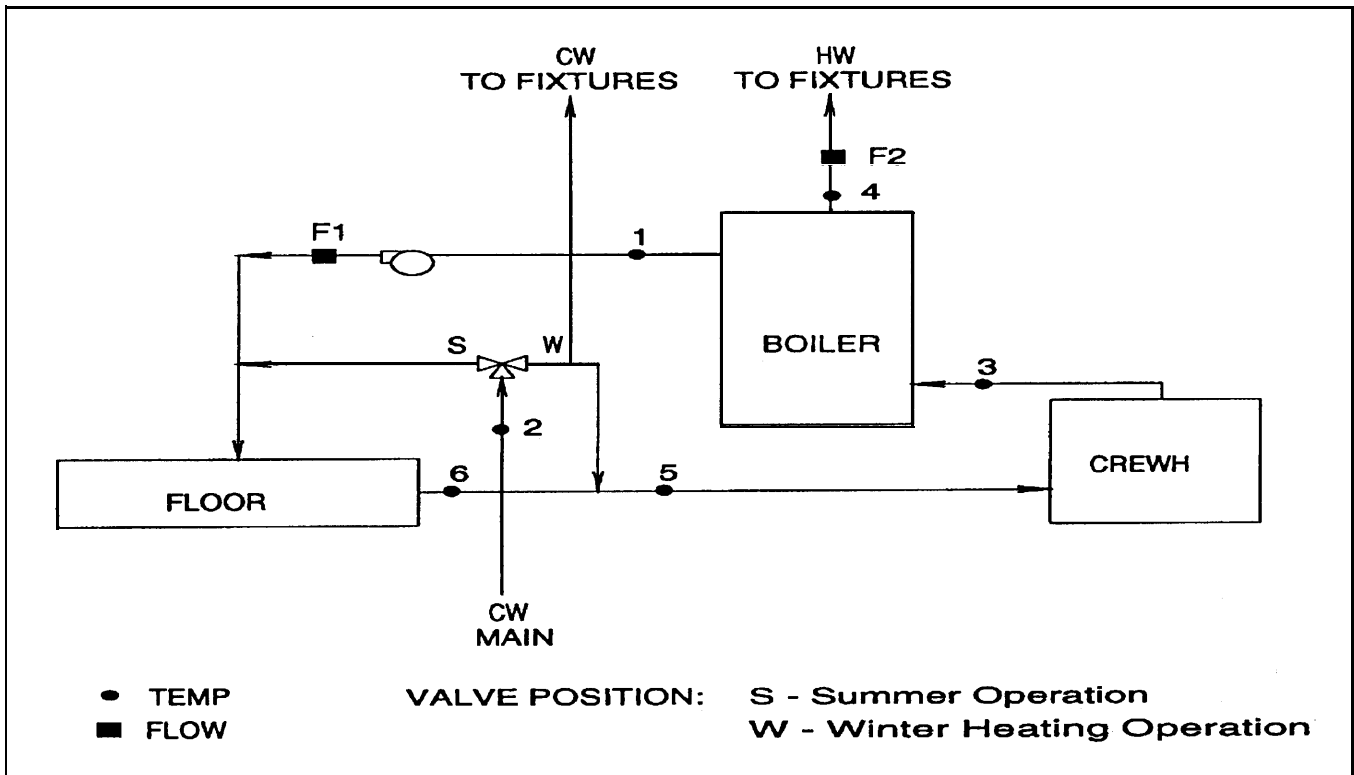 CW
TO FIXTURES
HW
TO FIXTURES
F2
4
F1
1
BOILER
S
W
3
2
CREWH
6
5
FLOOR
CW
MAIN
TEMP
VALVE POSITION: S - Summer Operation
FLOW
W - Winter Heating Operation